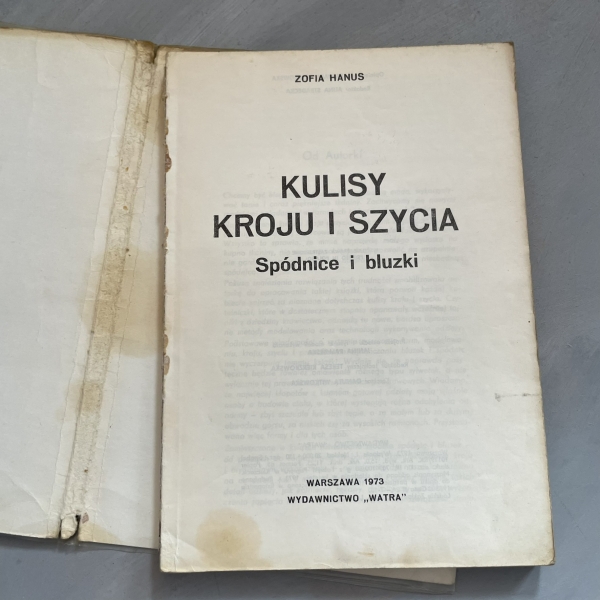 ZOFIA HANUS
KULISY
KROJU I SZYCIA
Spódnice i bluzki
WARSZAWA 1973
WYDAWNICTWO „WATRA"